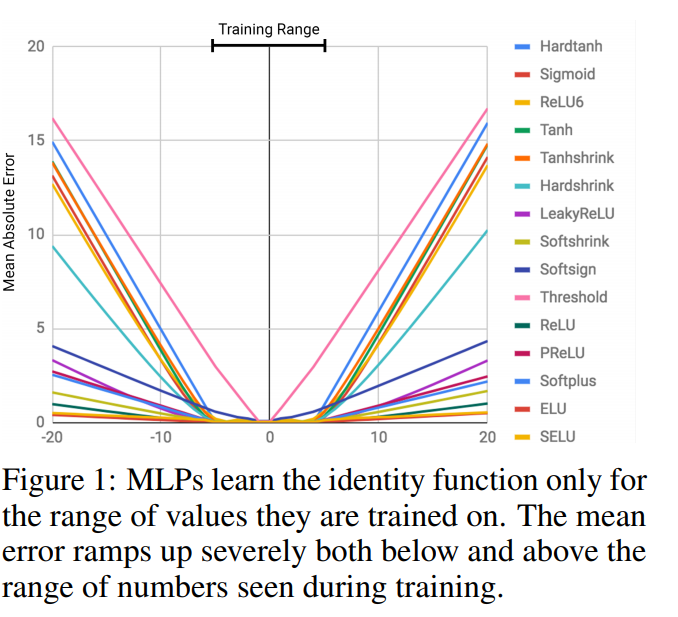 Training Range
20
15
10
5
0
Mean Absolute Error
-20 -10 0 10 20
Hardtanh
Sigmoid
ReLU6
Tanh
Tanhshrink
Hardshrink
LeakyReLU
Softshrink
Softsign
Threshold
ReLU
PReLU
Softplus
ELU
SELU
Figure 1: MLPs learn the identity function only for
the range of values they are trained on. The mean
error ramps up severely both below and above the
range of numbers seen during training.